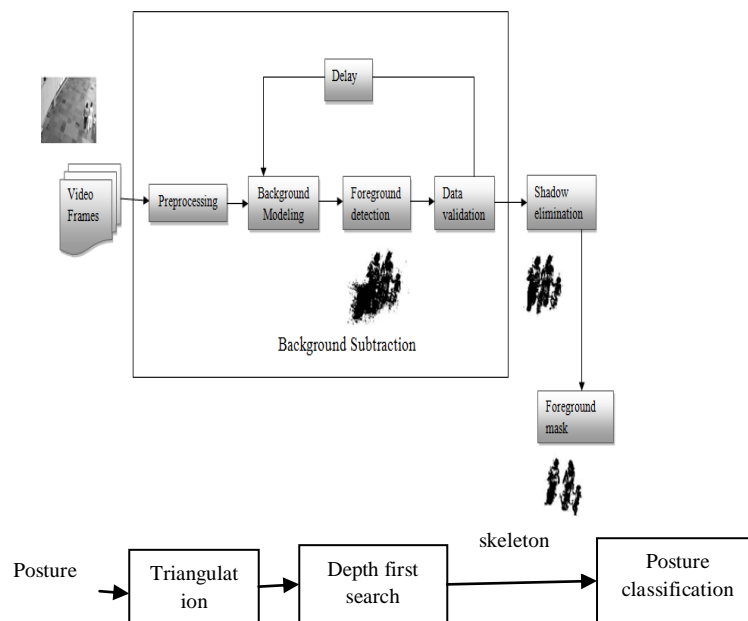 Delay
Video
Frames
Preprocessing
Background
Modeling
Foreground
detection
Data
validation
Shadow
elimination
Background Subtraction
Foreground
mask
Posture
Triangulat
ion
Depth first
search
skeleton
Posture
classification